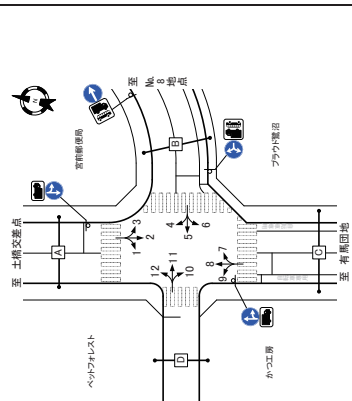 至 No. 8 地点
宮前郵便局
N
B
プラウド鷺沼
至 土橋交差点
A
3
2
1
4
5
6
12
11
10
7
8
9
C
至 有馬団地
ペットフォレスト
D
かつ工房